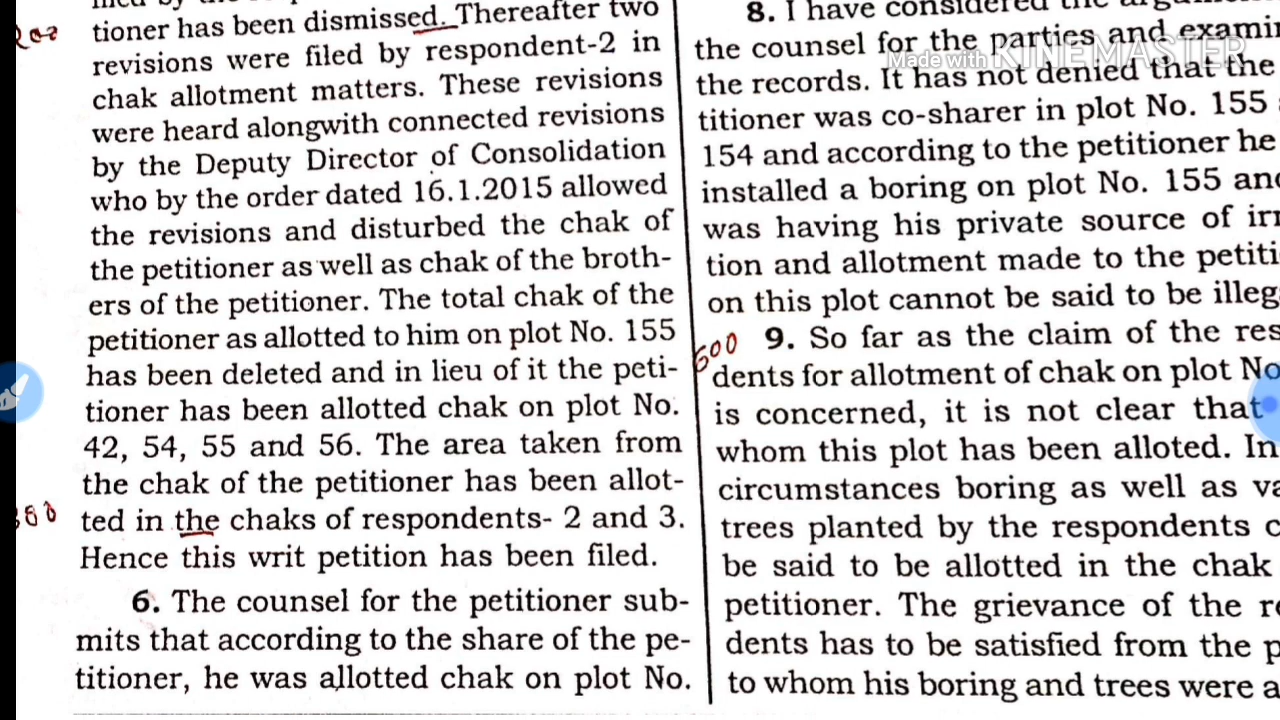 tioner has been dismissed. Thereafter two
revisions were filed by respondent-2 in
chak allotment matters. These revisions
were heard alongwith connected revisions
by the Deputy Director of Consolidation
who by the order dated 16.1.2015 allowed
the revisions and disturbed the chak of
the petitioner as well as chak of the broth-
ers of the petitioner. The total chak of the
petitioner as allotted to him on plot No. 155
has been deleted and in lieu of it the peti-
tioner has been allotted chak on plot No.
42, 54, 55 and 56. The area taken from
the chak of the petitioner has been allot-
ted in the chaks of respondents- 2 and 3.
Hence this writ petition has been filed.
6. The counsel for the petitioner sub-
mits that according to the share of the pe-
titioner, he was allotted chak on plot No.
8. I have considered the
the counsel for the parties and
Made with KINEMASTER
the records. It has not denied that the
titioner was co-sharer in plot No. 155
154 and according to the petitioner he
installed a boring on plot No. 155
was having his private source of
tion and allotment made to the
on this plot cannot be said to be
600
9. So far as the claim of the
dents for allotment of chak on plot No
is concerned, it is not clear that
whom this plot has been alloted. In
circumstances boring as well as
trees planted by the respondents
be said to be allotted in the chak
petitioner. The grievance of the
dents has to be satisfied from the
to whom his boring and trees were